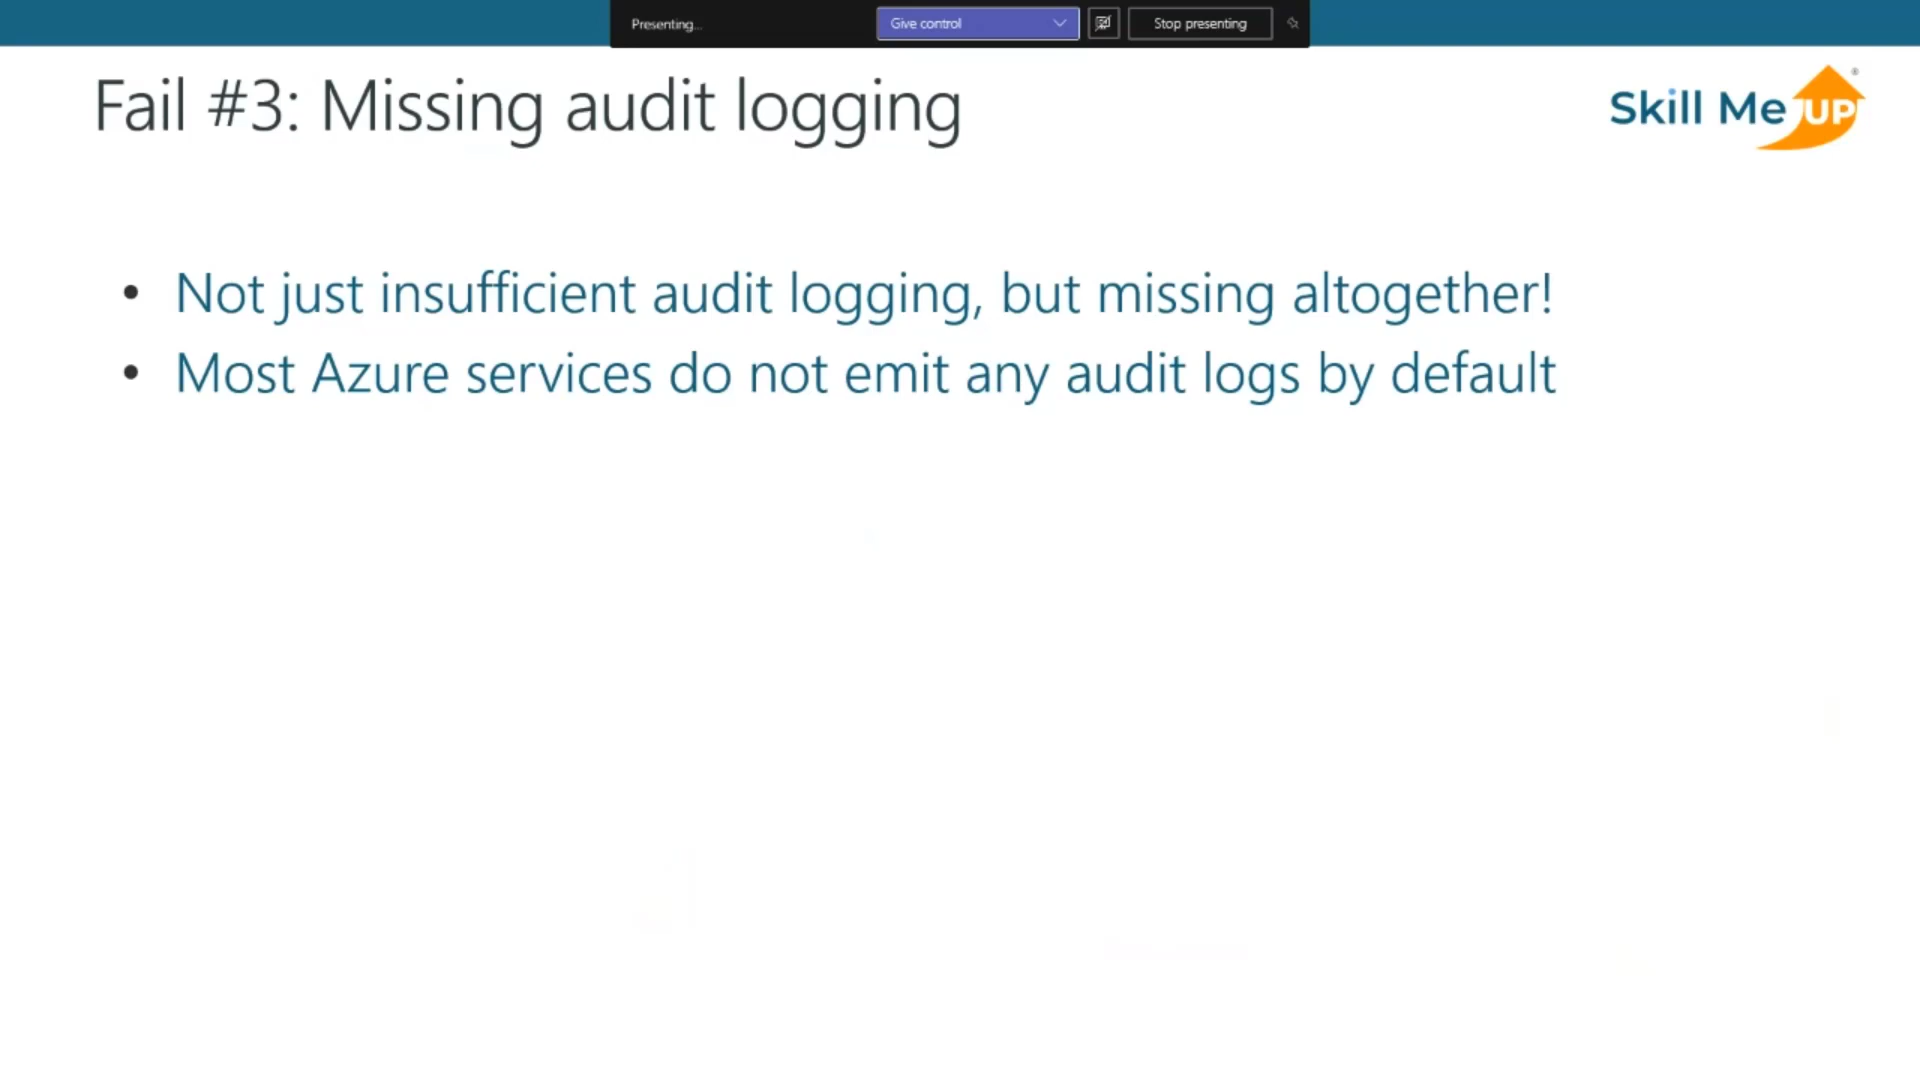 Presenting...
Give control
Stop presenting
Fail #3: Missing audit logging
Skill Me UP®
• Not just insufficient audit logging, but missing altogether!
• Most Azure services do not emit any audit logs by default